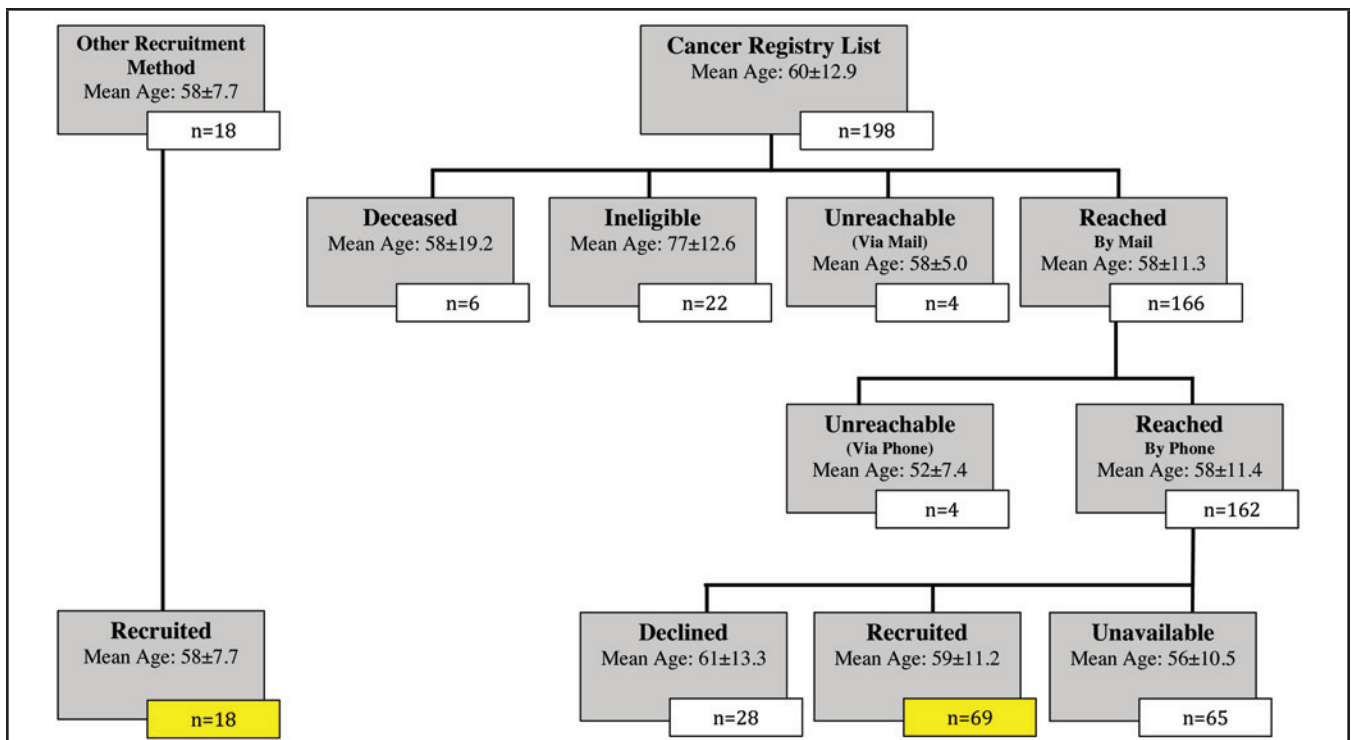 Other Recruitment
Method
Mean Age: 58±7.7
n=18
Cancer Registry List
Mean Age: 60±12.9
n=198
Deceased
Mean Age: 58±19.2
n=6
Ineligible
Mean Age: 77±12.6
n=22
Unreachable
(Via Mail)
Mean Age: 58±5.0
n=4
Reached
By Mail
Mean Age: 58±11.3
n=166
Unreachable
(Via Phone)
Mean Age: 52±7.4
n=4
Reached
By Phone
Mean Age: 58±11.4
n=162
Recruited
Mean Age: 58±7.7
n=18
Declined
Mean Age: 61±13.3
n=28
Recruited
Mean Age: 59±11.2
n=69
Unavailable
Mean Age: 56±10.5
n=65